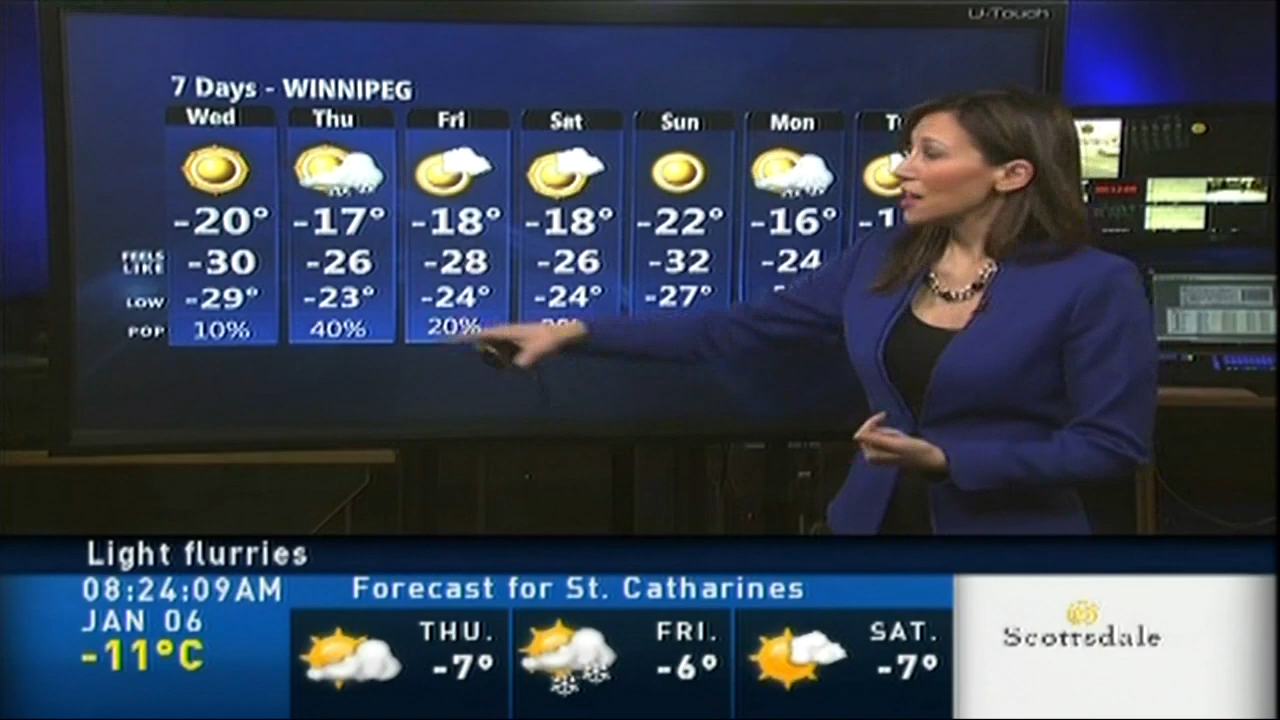 U-Touch
7 Days - WINNIPEG
Wed Thu Fri Sat Sun Mon
-20° -17° -18° -18° -22° -16° -1
FEELS LIKE -30 -26 -28 -26 -32 -24
LOW -29° -23° -24° -24° -27°
POP 10% 40% 20%
Light flurries
08:24:09AM
JAN 06
-11°C
Forecast for St. Catharines
THU. FRI. SAT.
-7° -6° -7°
Scottsdale